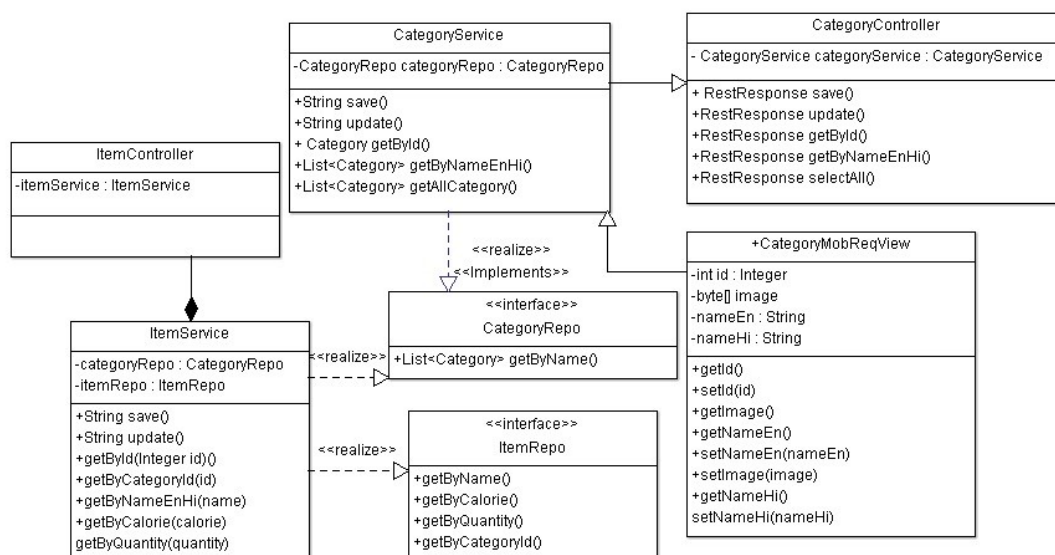 CategoryService
-CategoryRepo categoryRepo : CategoryRepo
+String save()
+String update()
+ Category getById()
+List<Category> getByNameEnHi()
+List<Category> getAllCategory()
CategoryController
- CategoryService categoryService : CategoryService
+ RestResponse save()
+RestResponse update()
+RestResponse getById()
+RestResponse getByNameEnHi()
+RestResponse selectAll()
ItemController
-itemService : ItemService
<<realize>>
<<Implements>>
+CategoryMobReqView
-int id : Integer
-byte[] image
-nameEn : String
-nameHi : String
+getId()
+setId(id)
+getImage()
+getNameEn()
+setNameEn(nameEn)
+setImage(image)
+getNameHi()
setNameHi(nameHi)
<<interface>>
CategoryRepo
+List<Category> getByName()
ItemService
-categoryRepo : CategoryRepo
-itemRepo : ItemRepo
+String save()
+String update()
+getById(Integer id)()
+getByCategoryId(id)
+getByNameEnHi(name)
+getByCalorie(calorie)
getByQuantity(quantity)
<<realize>>
<<realize>>
<<interface>>
ItemRepo
+getByName()
+getByCalorie()
+getByQuantity()
+getByCategoryId()